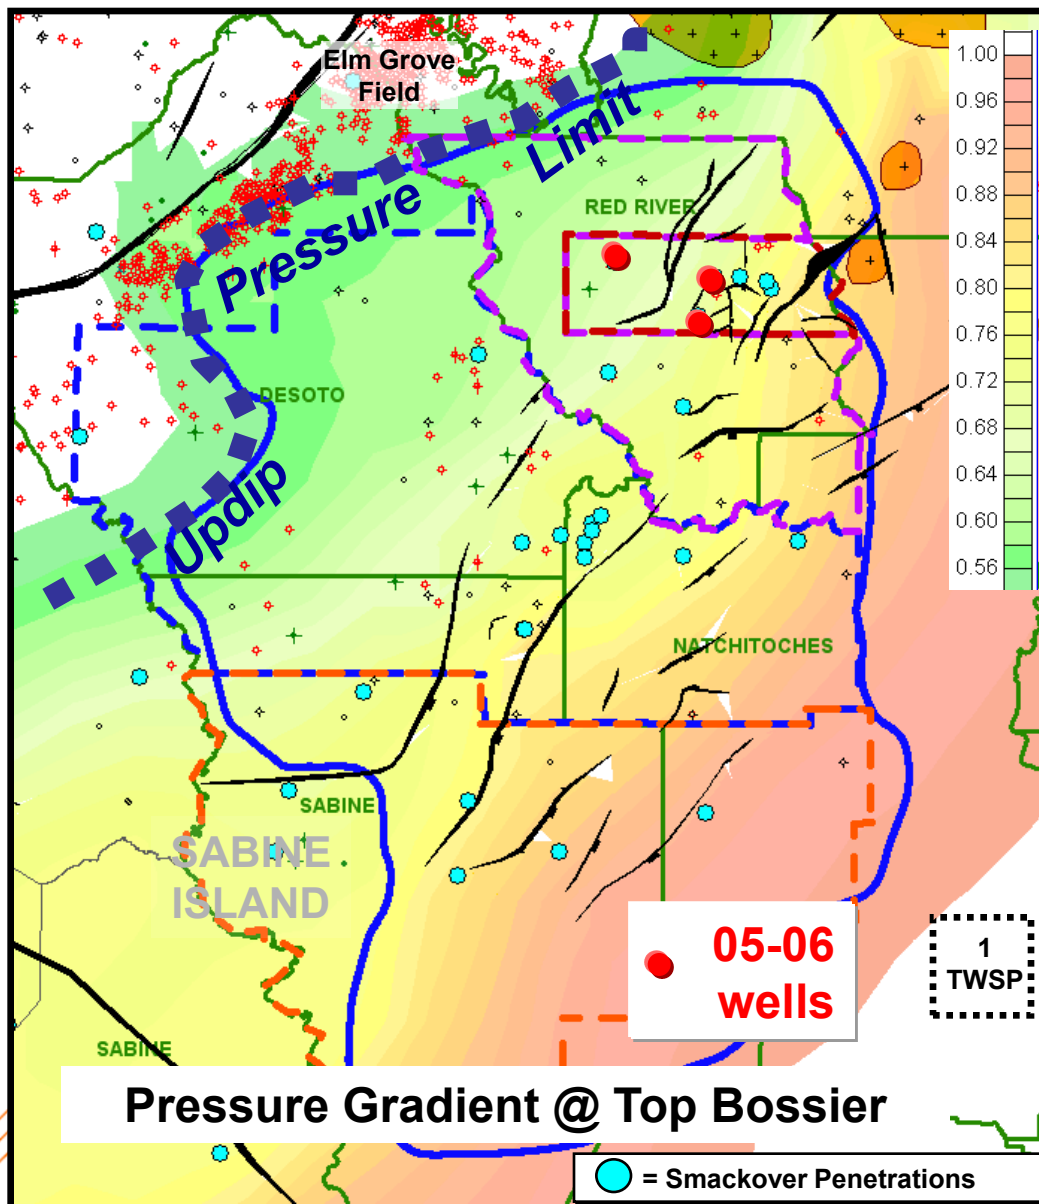 Elm Grove
Field
1.00
0.96
0.92
0.88
0.84
0.80
0.76
0.72
0.68
0.64
0.60
0.56
Updip Pressure Limit
RED RIVER
DESOTO
NATCHITOCHES
SABINE
SABINE
ISLAND
05-06
wells
1
TWSP
SABINE
Pressure Gradient @ Top Bossier
= Smackover Penetrations